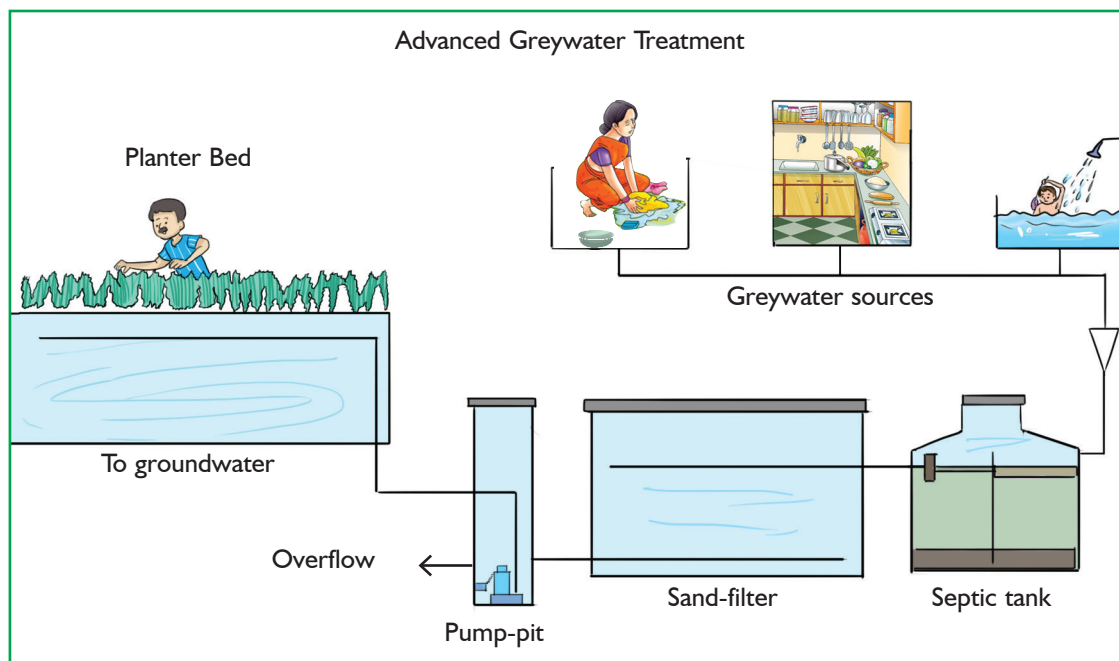 Advanced Greywater Treatment
Planter Bed
Greywater sources
To groundwater
Overflow
Pump-pit
Sand-filter
Septic tank